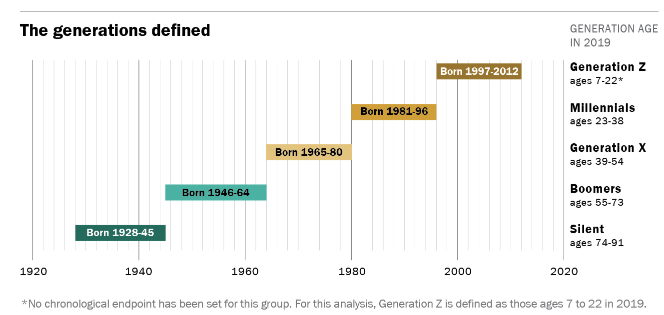 The generations defined
GENERATION AGE
IN 2019
Born 1997-2012
Generation Z
ages 7-22*
Born 1981-96
Millennials
ages 23-38
Born 1965-80
Generation X
ages 39-54
Born 1946-64
Boomers
ages 55-73
Born 1928-45
Silent
ages 74-91
1920 1940 1960 1980 2000 2020
*No chronological endpoint has been set for this group. For this analysis, Generation Z is defined as those ages 7 to 22 in 2019.